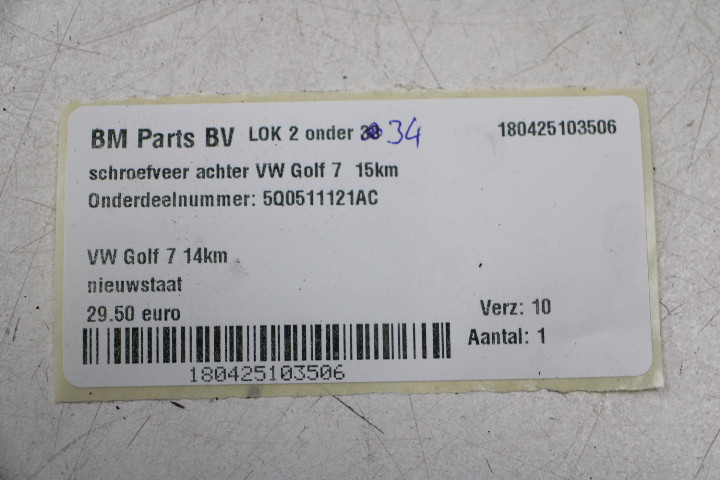 BM Parts BV LOK 2 onder 34 180425103506
schroefveer achter VW Golf 7 15km
Onderdeelnummer: 5Q0511121AC
VW Golf 7 14km
nieuwstaat
29.50 euro Verz: 10
Aantal: 1
180425103506